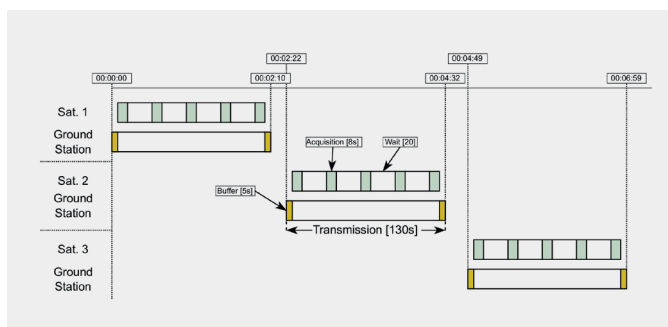 00:02:22
00:04:49
00:00:00
00:02:10
00:04:32
00:06:59
Sat. 1
Ground
Station
Acquisition [8s]
Wait [20]
Sat. 2
Buffer [5s]
Ground
Station
Transmission [130s]
Sat. 3
Ground
Station